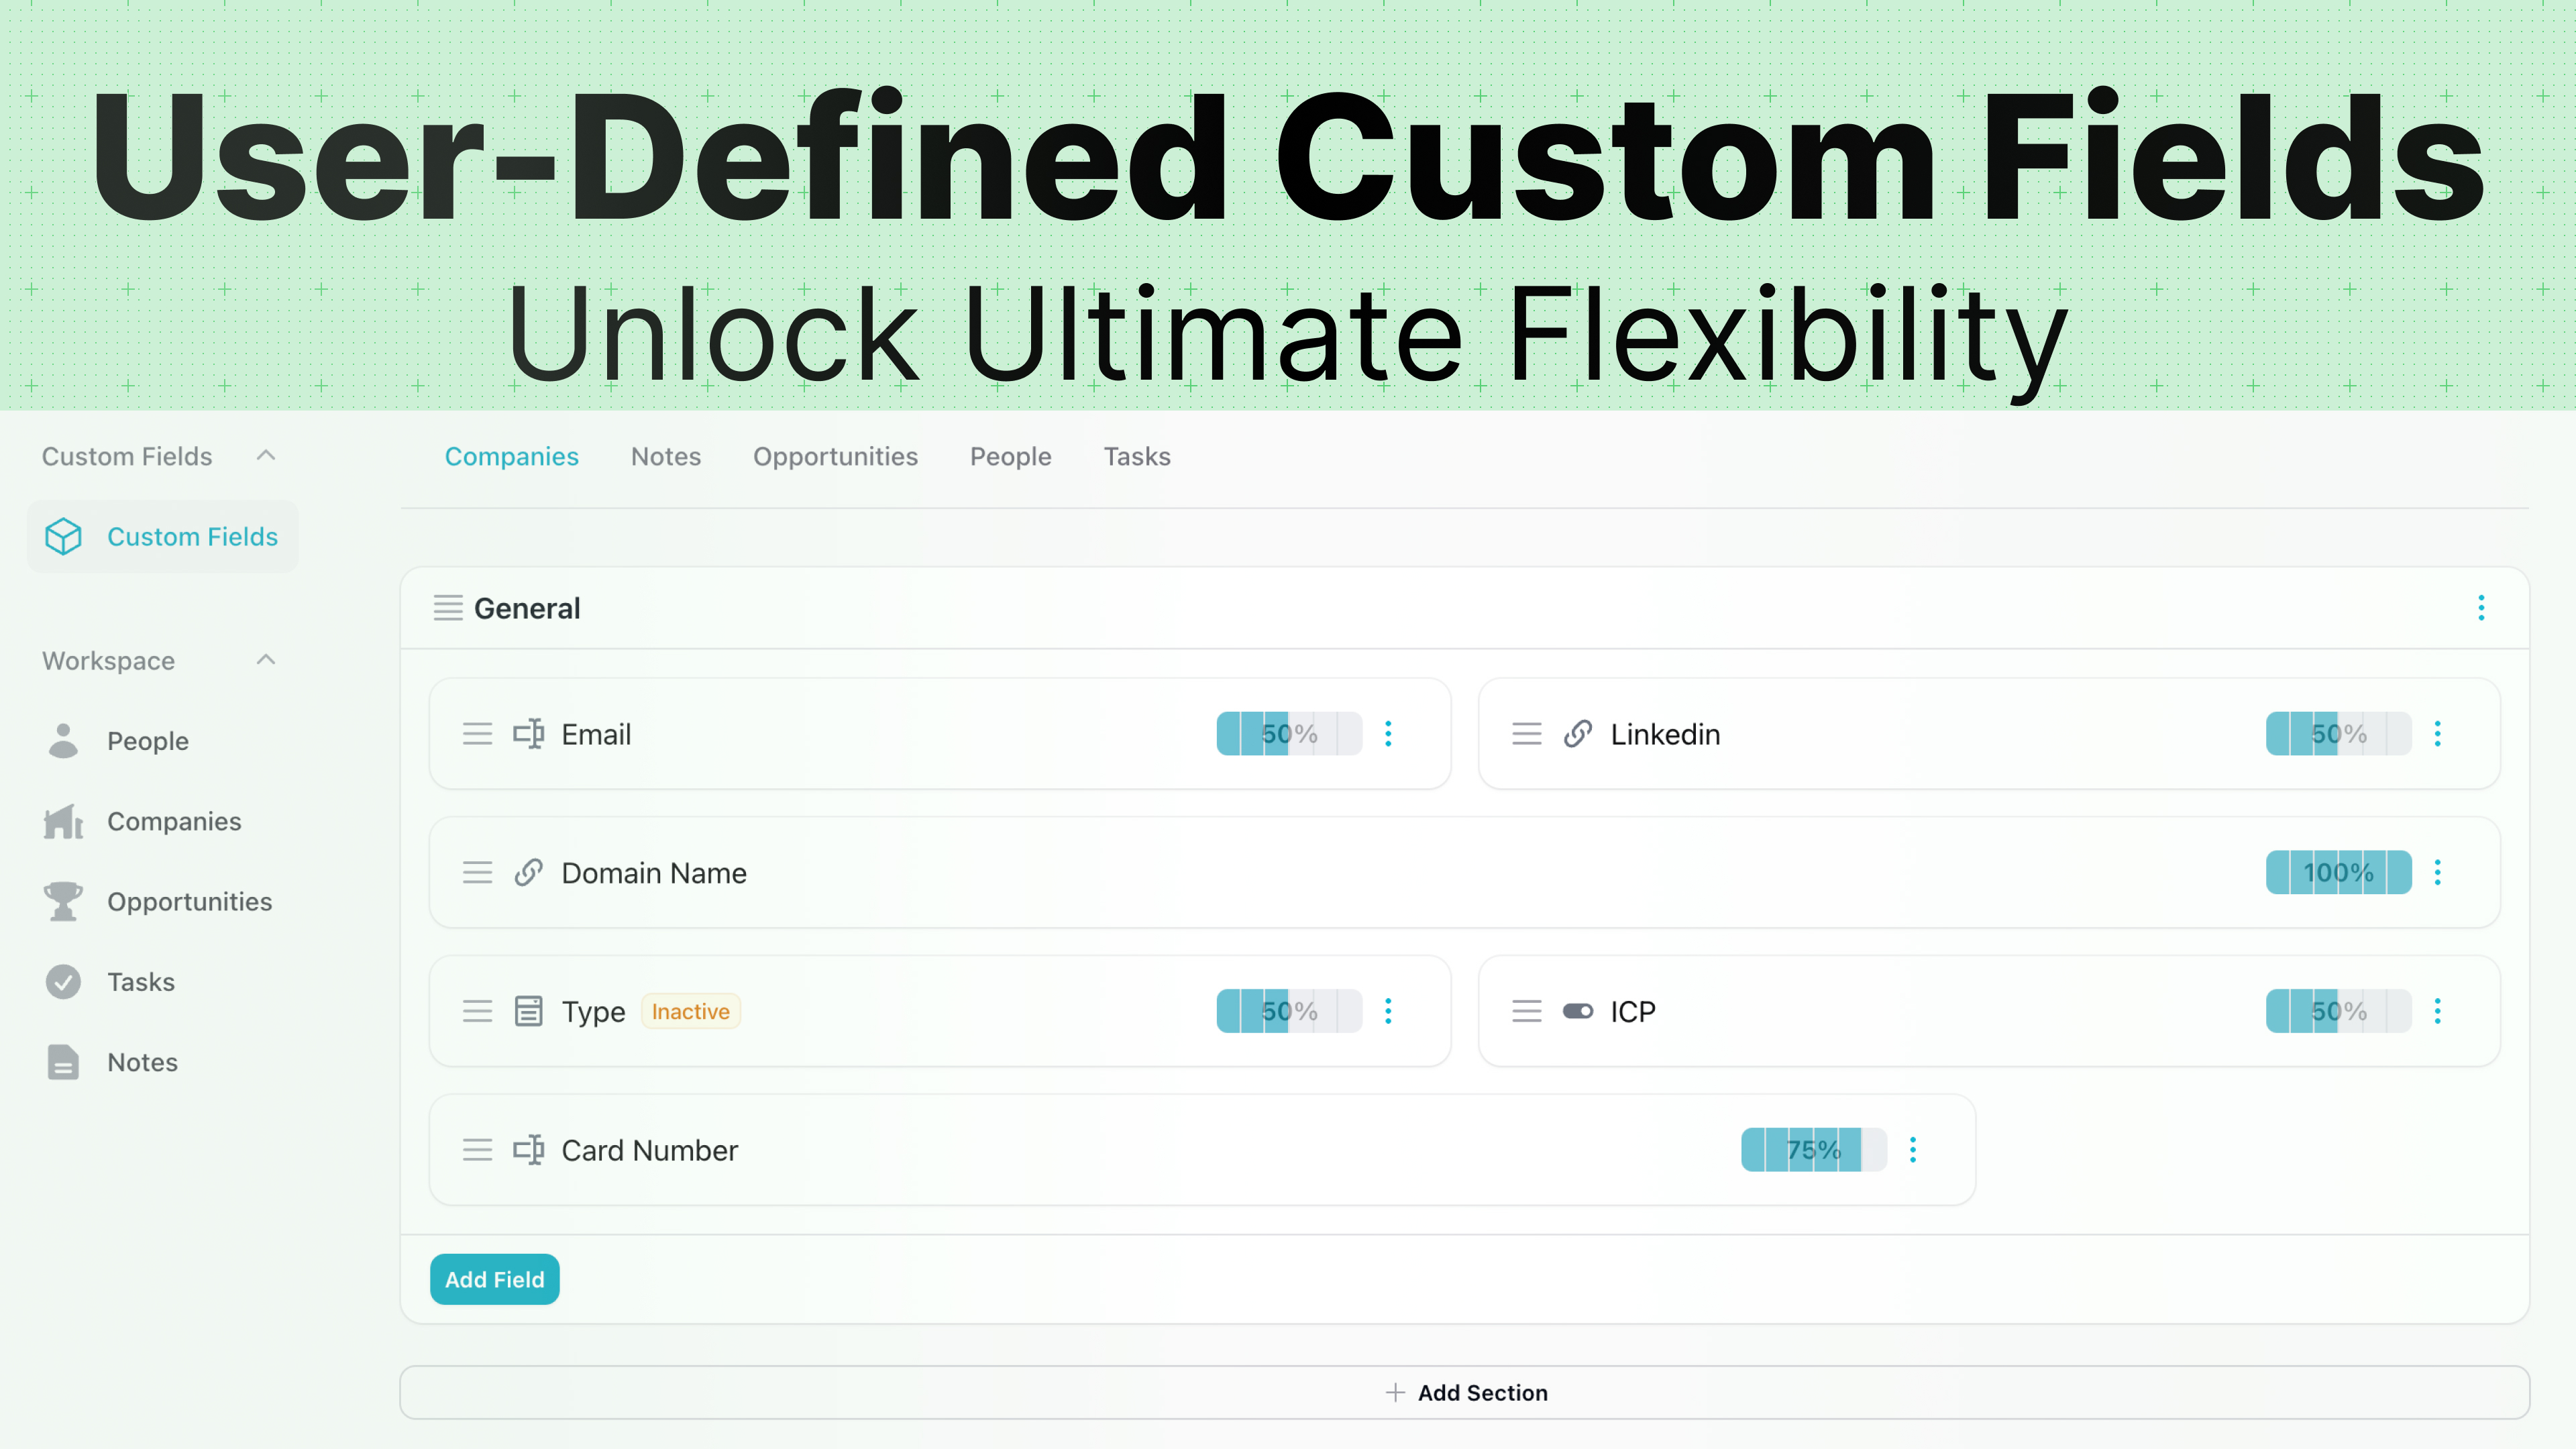 User-Defined Custom Fields
Unlock Ultimate Flexibility
Custom Fields
Custom Fields
Workspace
People
Companies
Opportunities
Tasks
Notes
Companies Notes Opportunities People Tasks
General
Email 50% Linkedin 50%
Domain Name 100%
Type Inactive 50% ICP 50%
Card Number 75%
Add Field
Add Section